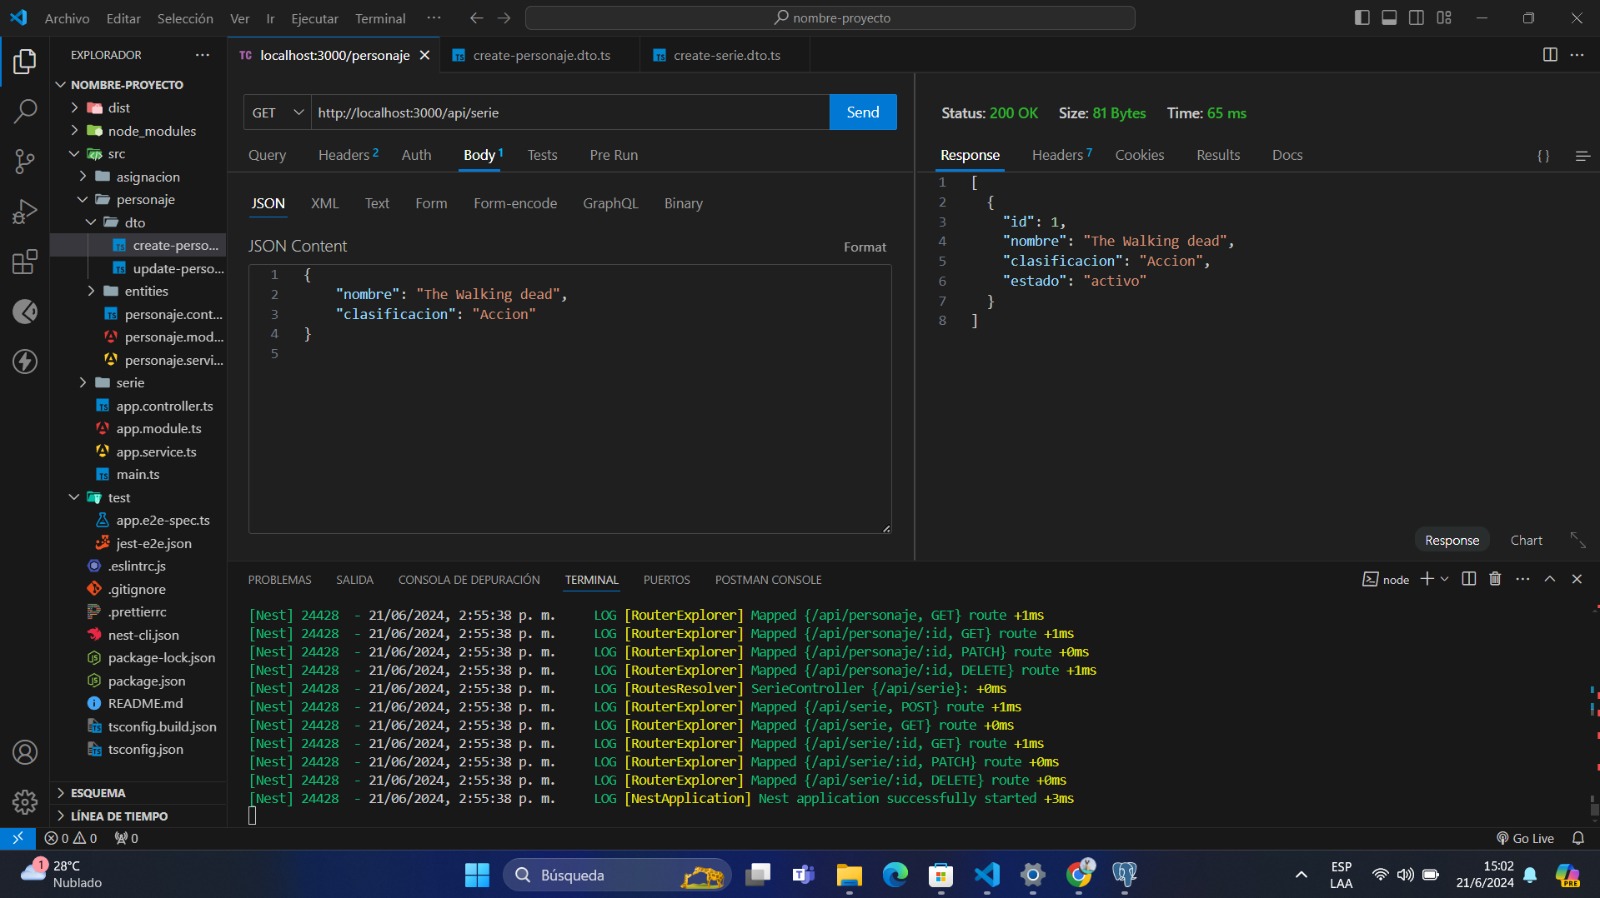 Archivo Editar Selección Ver Ir Ejecutar Terminal ··· nombre-proyecto
EXPLORADOR ···
NOMBRE-PROYECTO
dist
node_modules
src
asignacion
personaje
dto
create-perso...
update-perso...
entities
personaje.cont...
personaje.mod...
personaje.servi...
serie
app.controller.ts
app.module.ts
app.service.ts
main.ts
test
app.e2e-spec.ts
jest-e2e.json
.eslintrc.js
.gitignore
.prettierrc
nest-cli.json
package-lock.json
package.json
README.md
tsconfig.build.json
tsconfig.json
ESQUEMA
LÍNEA DE TIEMPO
TC localhost:3000/personaje
TS create-personaje.dto.ts
TS create-serie.dto.ts
GET http://localhost:3000/api/serie Send
Query Headers 2 Auth Body 1 Tests Pre Run
JSON XML Text Form Form-encode GraphQL Binary
JSON Content Format
1 {
2 "nombre": "The Walking dead",
3 "clasificacion": "Accion"
4 }
5
Status: 200 OK Size: 81 Bytes Time: 65 ms
Response Headers 7 Cookies Results Docs {}
1 [
2 {
3 "id": 1,
4 "nombre": "The Walking dead",
5 "clasificacion": "Accion",
6 "estado": "activo"
7 }
8 ]
Response Chart
PROBLEMAS SALIDA CONSOLA DE DEPURACIÓN TERMINAL PUERTOS POSTMAN CONSOLE node
[Nest] 24428 - 21/06/2024, 2:55:38 p. m. LOG [RouterExplorer] Mapped {/api/personaje, GET} route +1ms
[Nest] 24428 - 21/06/2024, 2:55:38 p. m. LOG [RouterExplorer] Mapped {/api/personaje/:id, GET} route +1ms
[Nest] 24428 - 21/06/2024, 2:55:38 p. m. LOG [RouterExplorer] Mapped {/api/personaje/:id, PATCH} route +0ms
[Nest] 24428 - 21/06/2024, 2:55:38 p. m. LOG [RouterExplorer] Mapped {/api/personaje/:id, DELETE} route +1ms
[Nest] 24428 - 21/06/2024, 2:55:38 p. m. LOG [RoutesResolver] SerieController {/api/serie}: +0ms
[Nest] 24428 - 21/06/2024, 2:55:38 p. m. LOG [RouterExplorer] Mapped {/api/serie, POST} route +1ms
[Nest] 24428 - 21/06/2024, 2:55:38 p. m. LOG [RouterExplorer] Mapped {/api/serie, GET} route +0ms
[Nest] 24428 - 21/06/2024, 2:55:38 p. m. LOG [RouterExplorer] Mapped {/api/serie/:id, GET} route +1ms
[Nest] 24428 - 21/06/2024, 2:55:38 p. m. LOG [RouterExplorer] Mapped {/api/serie/:id, PATCH} route +0ms
[Nest] 24428 - 21/06/2024, 2:55:38 p. m. LOG [RouterExplorer] Mapped {/api/serie/:id, DELETE} route +0ms
[Nest] 24428 - 21/06/2024, 2:55:38 p. m. LOG [NestApplication] Nest application successfully started +3ms
0 0 0 Go Live
1 28°C
Nublado
Búsqueda
ESP
LAA
15:02
21/6/2024
PRE